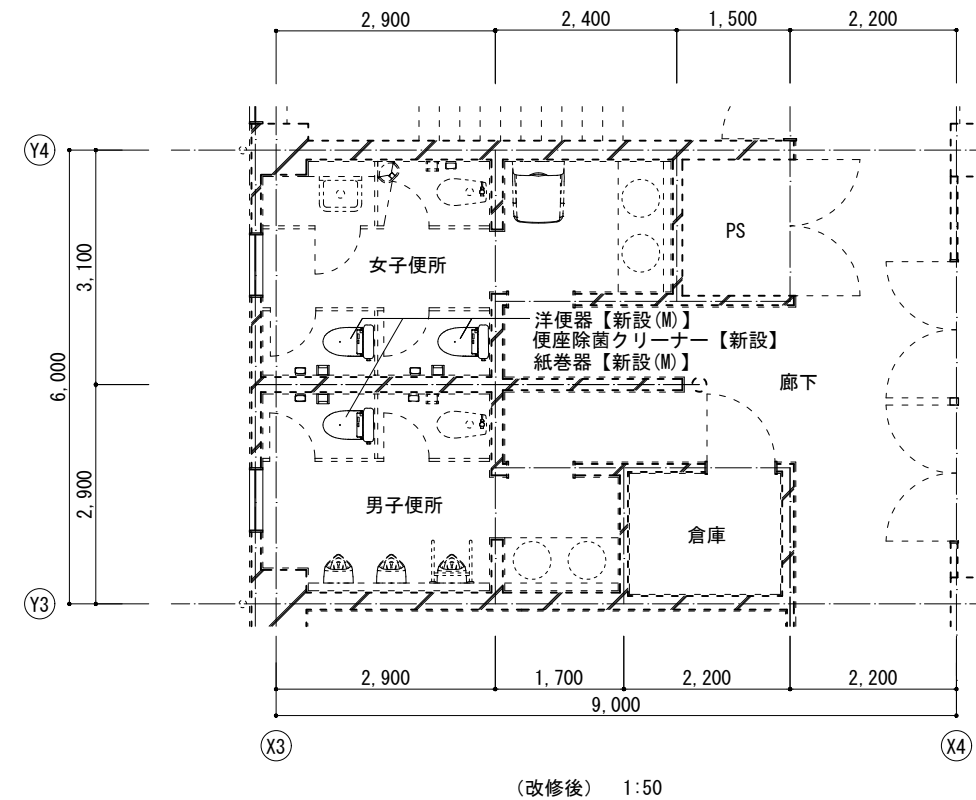 2,900 2,400 1,500 2,200
Y4
PS
3,100
女子便所
洋便器【新設(M)】
便座除菌クリーナー【新設】
紙巻器【新設(M)】
6,000
廊下
2,900
男子便所
倉庫
Y3
2,900 1,700 2,200 2,200
9,000
X3 X4
(改修後) 1:50